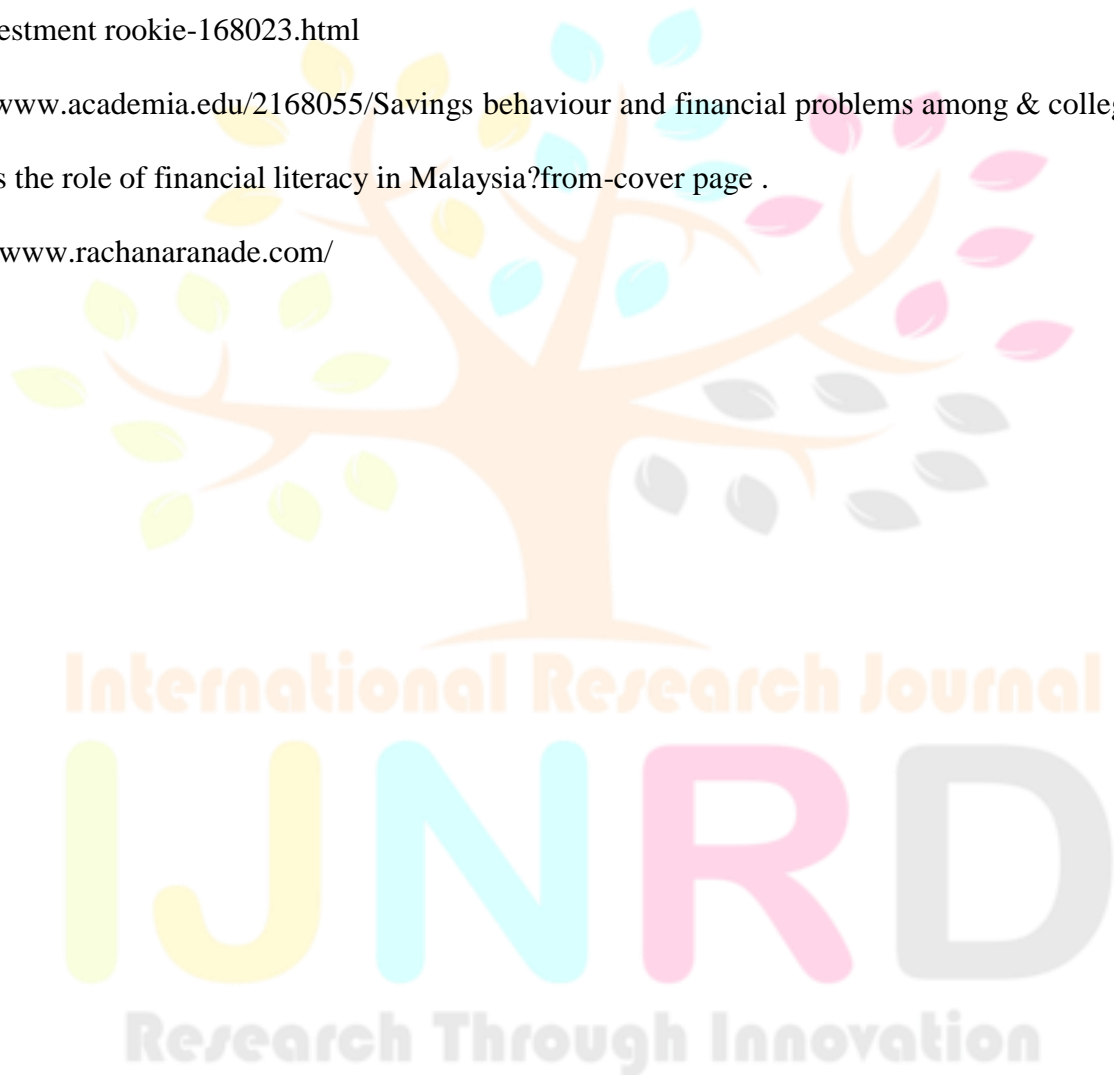 estment rookie-168023.html
www.academia.edu/2168055/Savings behaviour and financial problems among & colleg
s the role of financial literacy in Malaysia?from-cover page .
www.rachanaranade.com/
International Research Journal
IJNRD
Research Through Innovation